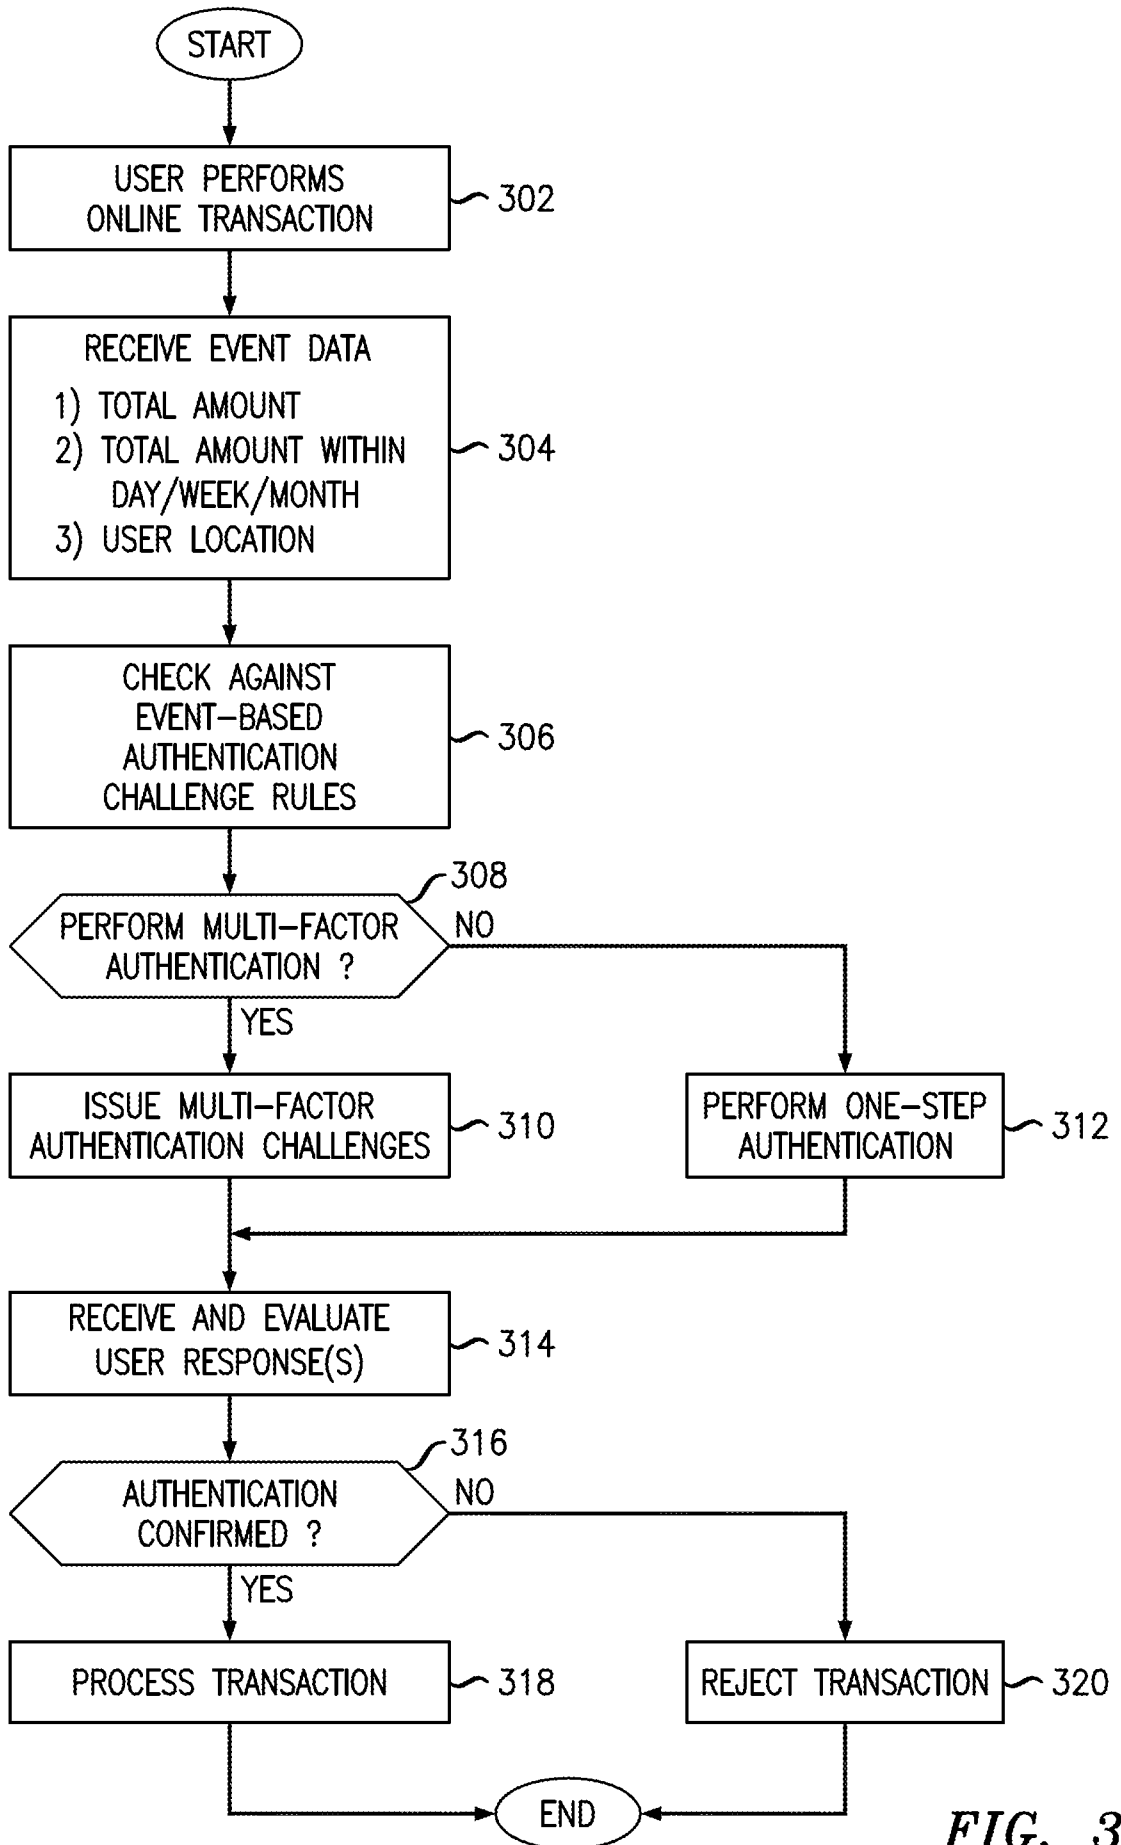 START
USER PERFORMS
ONLINE TRANSACTION
302
RECEIVE EVENT DATA
1) TOTAL AMOUNT
2) TOTAL AMOUNT WITHIN
DAY/WEEK/MONTH
3) USER LOCATION
304
CHECK AGAINST
EVENT-BASED
AUTHENTICATION
CHALLENGE RULES
306
308
PERFORM MULTI-FACTOR
AUTHENTICATION ?
NO
YES
ISSUE MULTI-FACTOR
AUTHENTICATION CHALLENGES
310
PERFORM ONE-STEP
AUTHENTICATION
312
RECEIVE AND EVALUATE
USER RESPONSE(S)
314
316
AUTHENTICATION
CONFIRMED ?
NO
YES
PROCESS TRANSACTION
318
REJECT TRANSACTION
320
END
FIG. 3